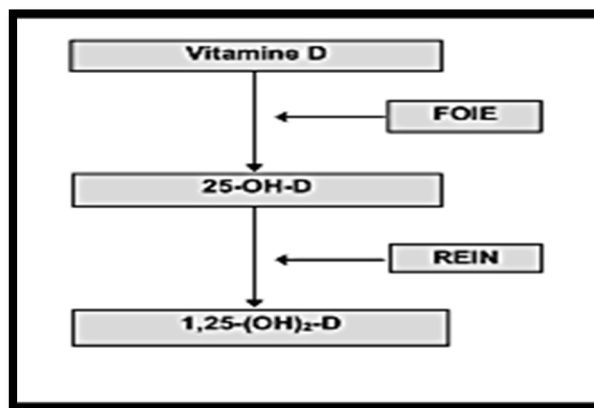 Vitamine D
FOIE
25-OH-D
REIN
1,25-(OH)₂-D